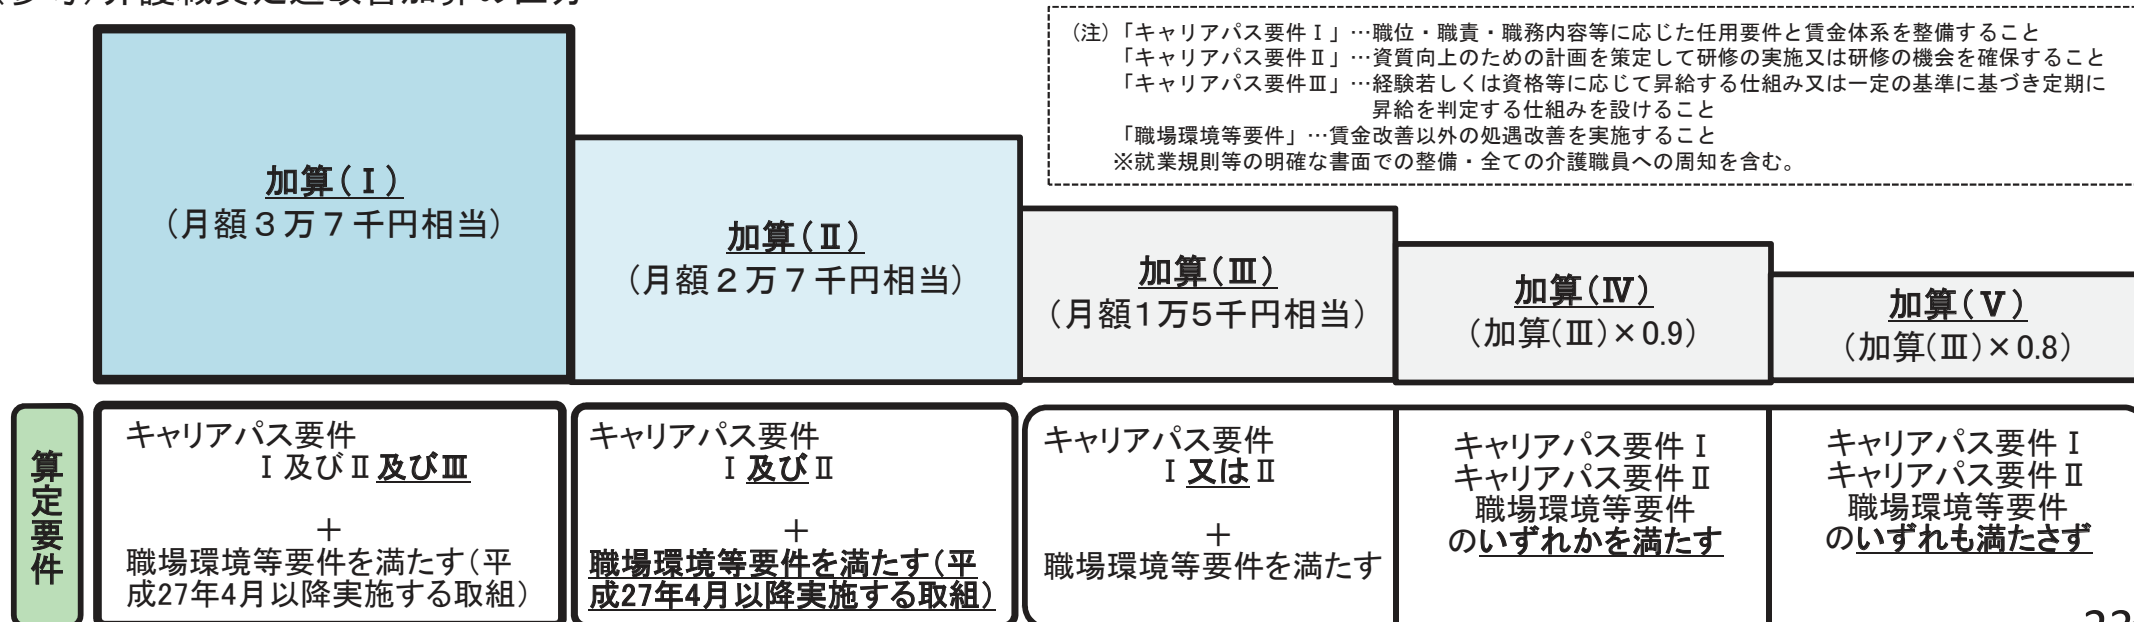 （注）「キャリアパス要件Ⅰ」…職位・職責・職務内容等に応じた任用要件と賃金体系を整備すること
「キャリアパス要件Ⅱ」…資質向上のための計画を策定して研修の実施又は研修の機会を確保すること
「キャリアパス要件Ⅲ」…経験若しくは資格等に応じて昇給する仕組み又は一定の基準に基づき定期に
昇給を判定する仕組みを設けること
「職場環境等要件」…賃金改善以外の処遇改善を実施すること
※就業規則等の明確な書面での整備・全ての介護職員への周知を含む。
加算（Ⅰ）
（月額３万７千円相当）
加算（Ⅱ）
（月額２万７千円相当）
加算（Ⅲ）
（月額1万5千円相当）
加算（Ⅳ）
（加算（Ⅲ）×0.9）
加算（Ⅴ）
（加算（Ⅲ）×0.8）
算定要件
キャリアパス要件
Ⅰ及びⅡ及びⅢ
＋
職場環境等要件を満たす（平
成27年4月以降実施する取組）
キャリアパス要件
Ⅰ及びⅡ
＋
職場環境等要件を満たす（平
成27年4月以降実施する取組）
キャリアパス要件
Ⅰ又はⅡ
＋
職場環境等要件を満たす
キャリアパス要件Ⅰ
キャリアパス要件Ⅱ
職場環境等要件
のいずれかを満たす
キャリアパス要件Ⅰ
キャリアパス要件Ⅱ
職場環境等要件
のいずれも満たさず